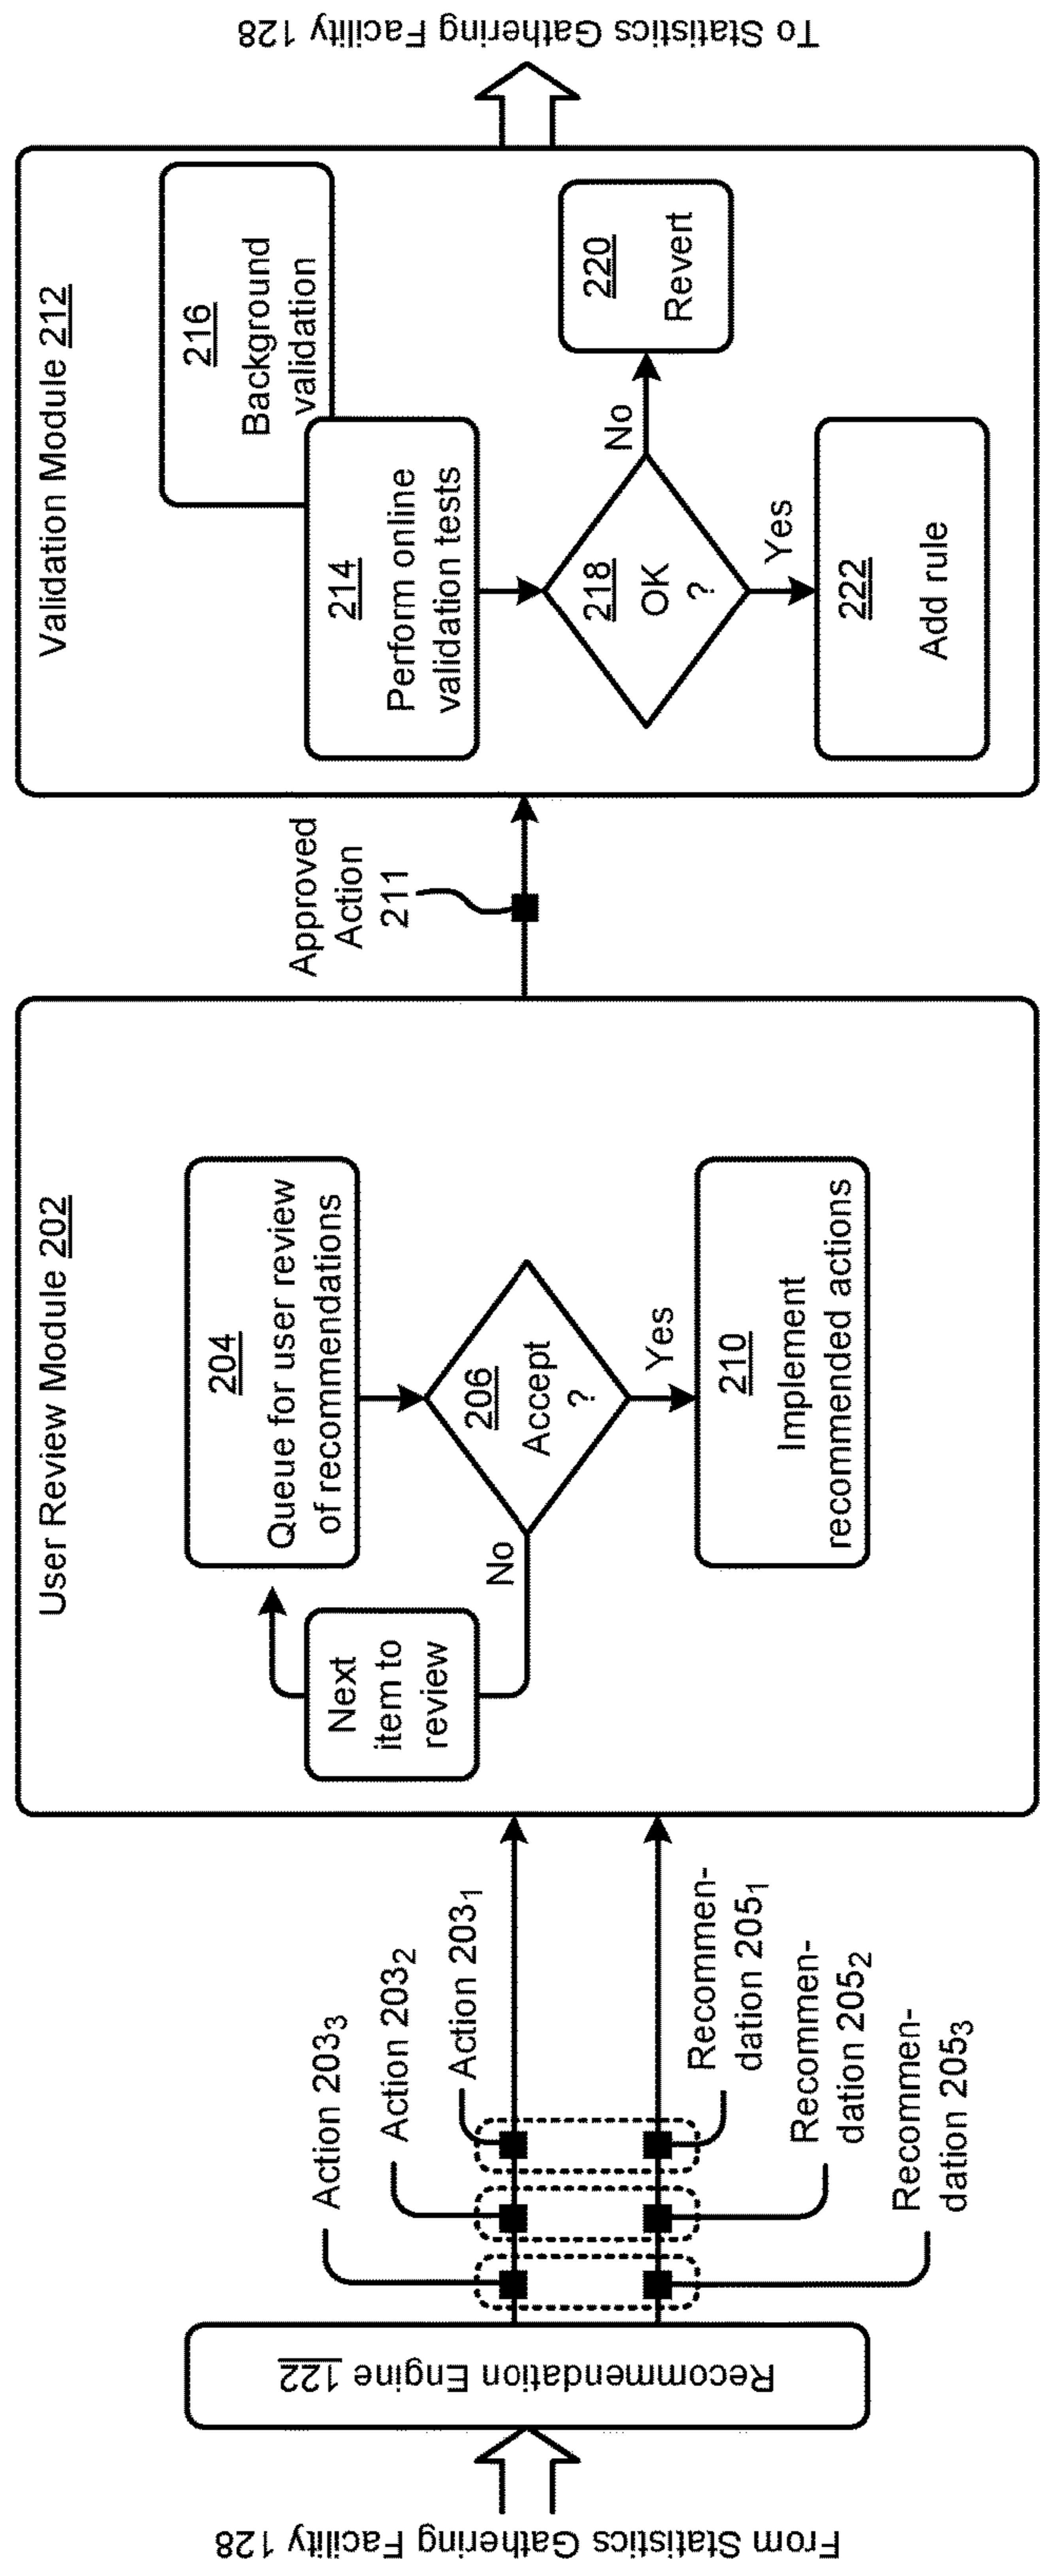 From Statistics Gathering Facility 128
Recommendation Engine 122
Action 203₃
Action 203₂
Action 203₁
Recommen-
dation 205₁
Recommen-
dation 205₂
Recommen-
dation 205₃
User Review Module 202
Next
item to
review
204
Queue for user review
of recommendations
206
Accept
?
No
Yes
210
Implement
recommended actions
Approved
Action
211
Validation Module 212
216
Background
validation
214
Perform online
validation tests
218
OK
?
No
220
Revert
Yes
222
Add rule
To Statistics Gathering Facility 128